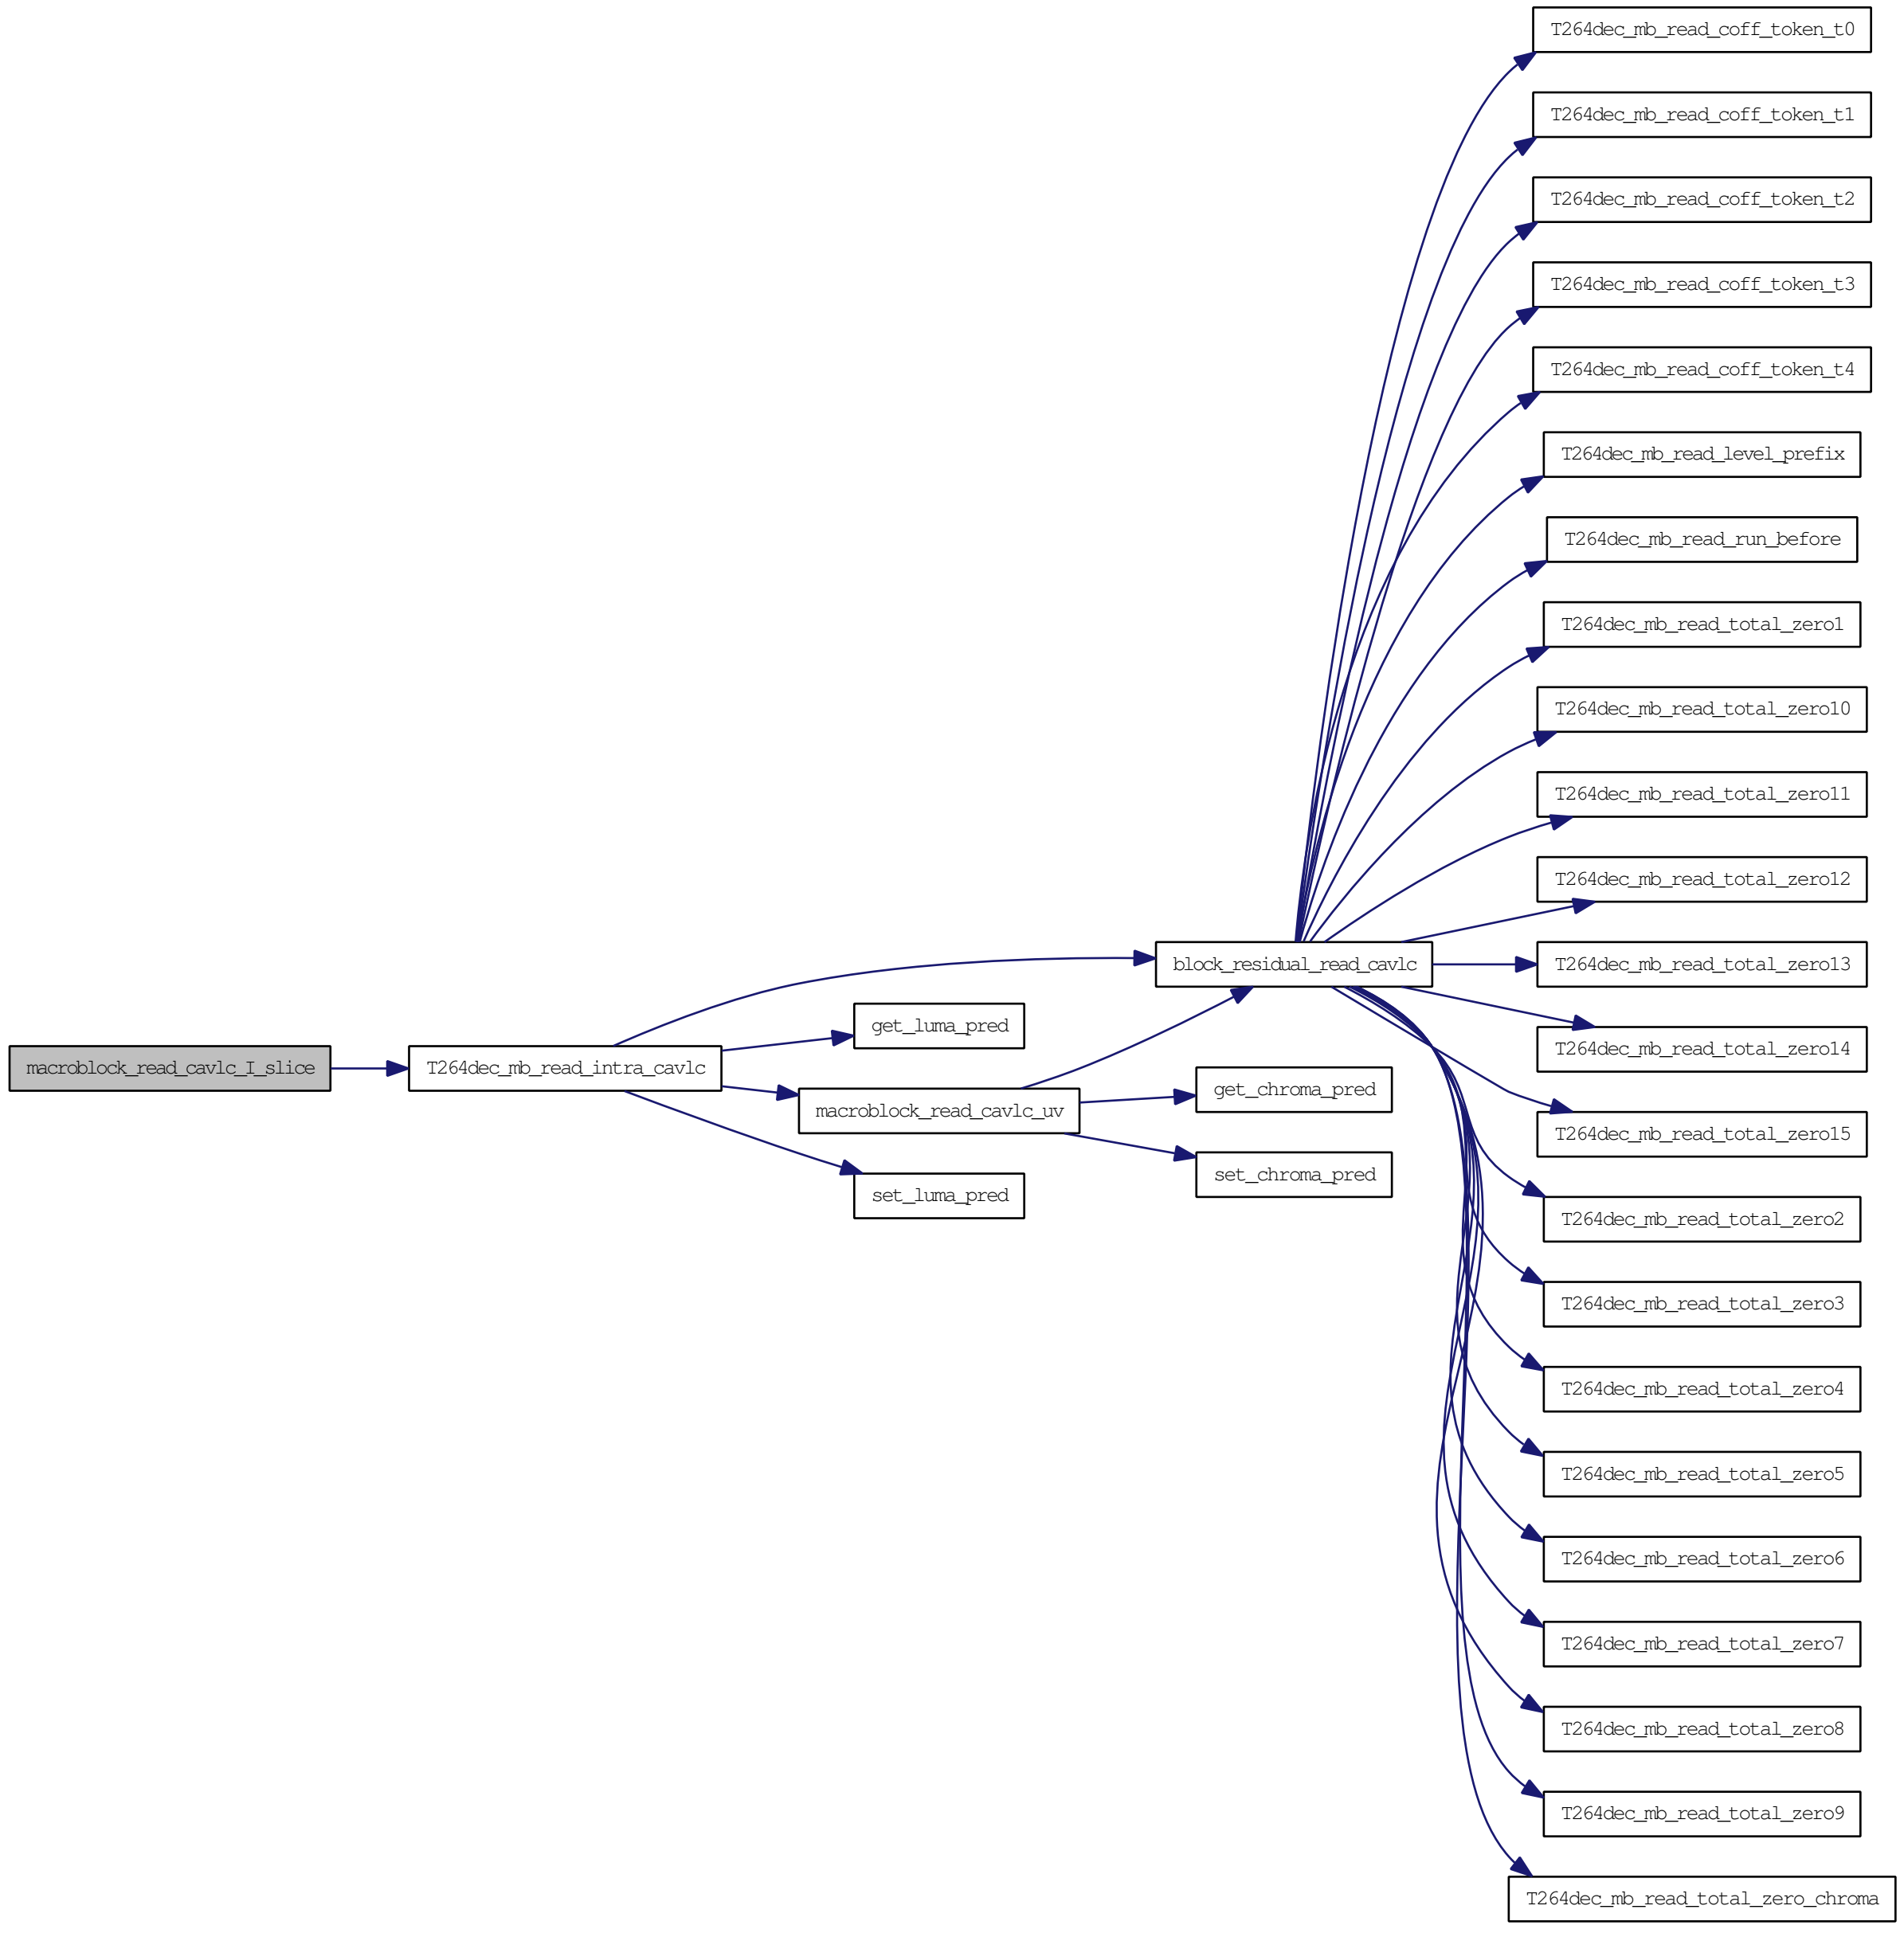 macroblock_read_cavlc_I_slice
T264dec_mb_read_intra_cavlc
get_luma_pred
macroblock_read_cavlc_uv
set_luma_pred
block_residual_read_cavlc
get_chroma_pred
set_chroma_pred
T264dec_mb_read_coff_token_t0
T264dec_mb_read_coff_token_t1
T264dec_mb_read_coff_token_t2
T264dec_mb_read_coff_token_t3
T264dec_mb_read_coff_token_t4
T264dec_mb_read_level_prefix
T264dec_mb_read_run_before
T264dec_mb_read_total_zero1
T264dec_mb_read_total_zero10
T264dec_mb_read_total_zero11
T264dec_mb_read_total_zero12
T264dec_mb_read_total_zero13
T264dec_mb_read_total_zero14
T264dec_mb_read_total_zero15
T264dec_mb_read_total_zero2
T264dec_mb_read_total_zero3
T264dec_mb_read_total_zero4
T264dec_mb_read_total_zero5
T264dec_mb_read_total_zero6
T264dec_mb_read_total_zero7
T264dec_mb_read_total_zero8
T264dec_mb_read_total_zero9
T264dec_mb_read_total_zero_chroma